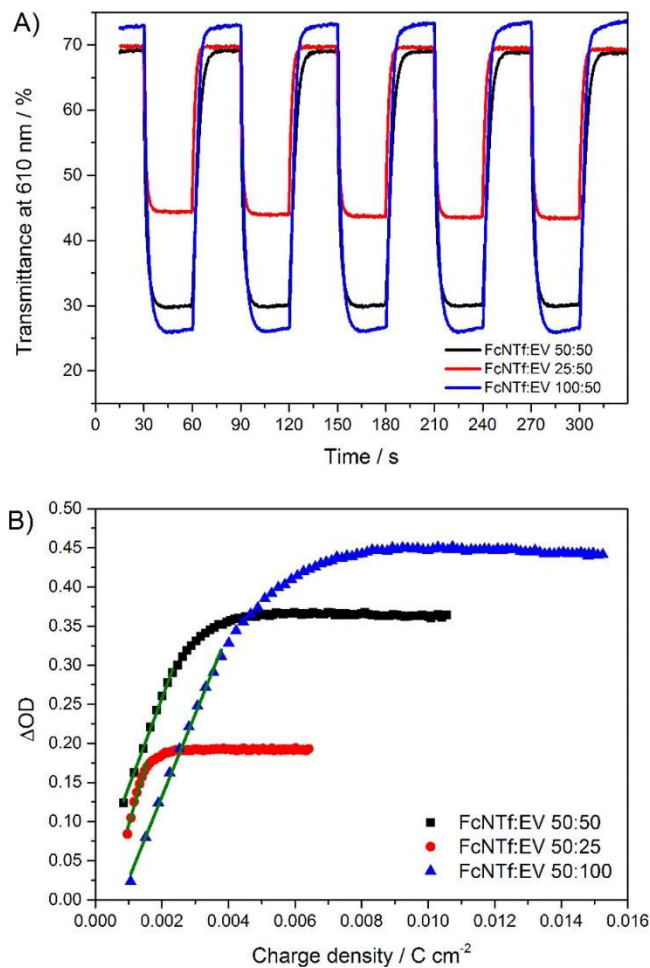 A)
70
60
50
40
30
20
Transmittance at 610 nm / %
FcNTf:EV 50:50
FcNTf:EV 25:50
FcNTf:EV 100:50
0 30 60 90 120 150 180 210 240 270 300
Time / s
B)
0.50
0.45
0.40
0.35
0.30
0.25
0.20
0.15
0.10
0.05
0.00
ΔOD
FcNTf:EV 50:50
FcNTf:EV 50:25
FcNTf:EV 50:100
0.000 0.002 0.004 0.006 0.008 0.010 0.012 0.014 0.016
Charge density / C cm⁻²